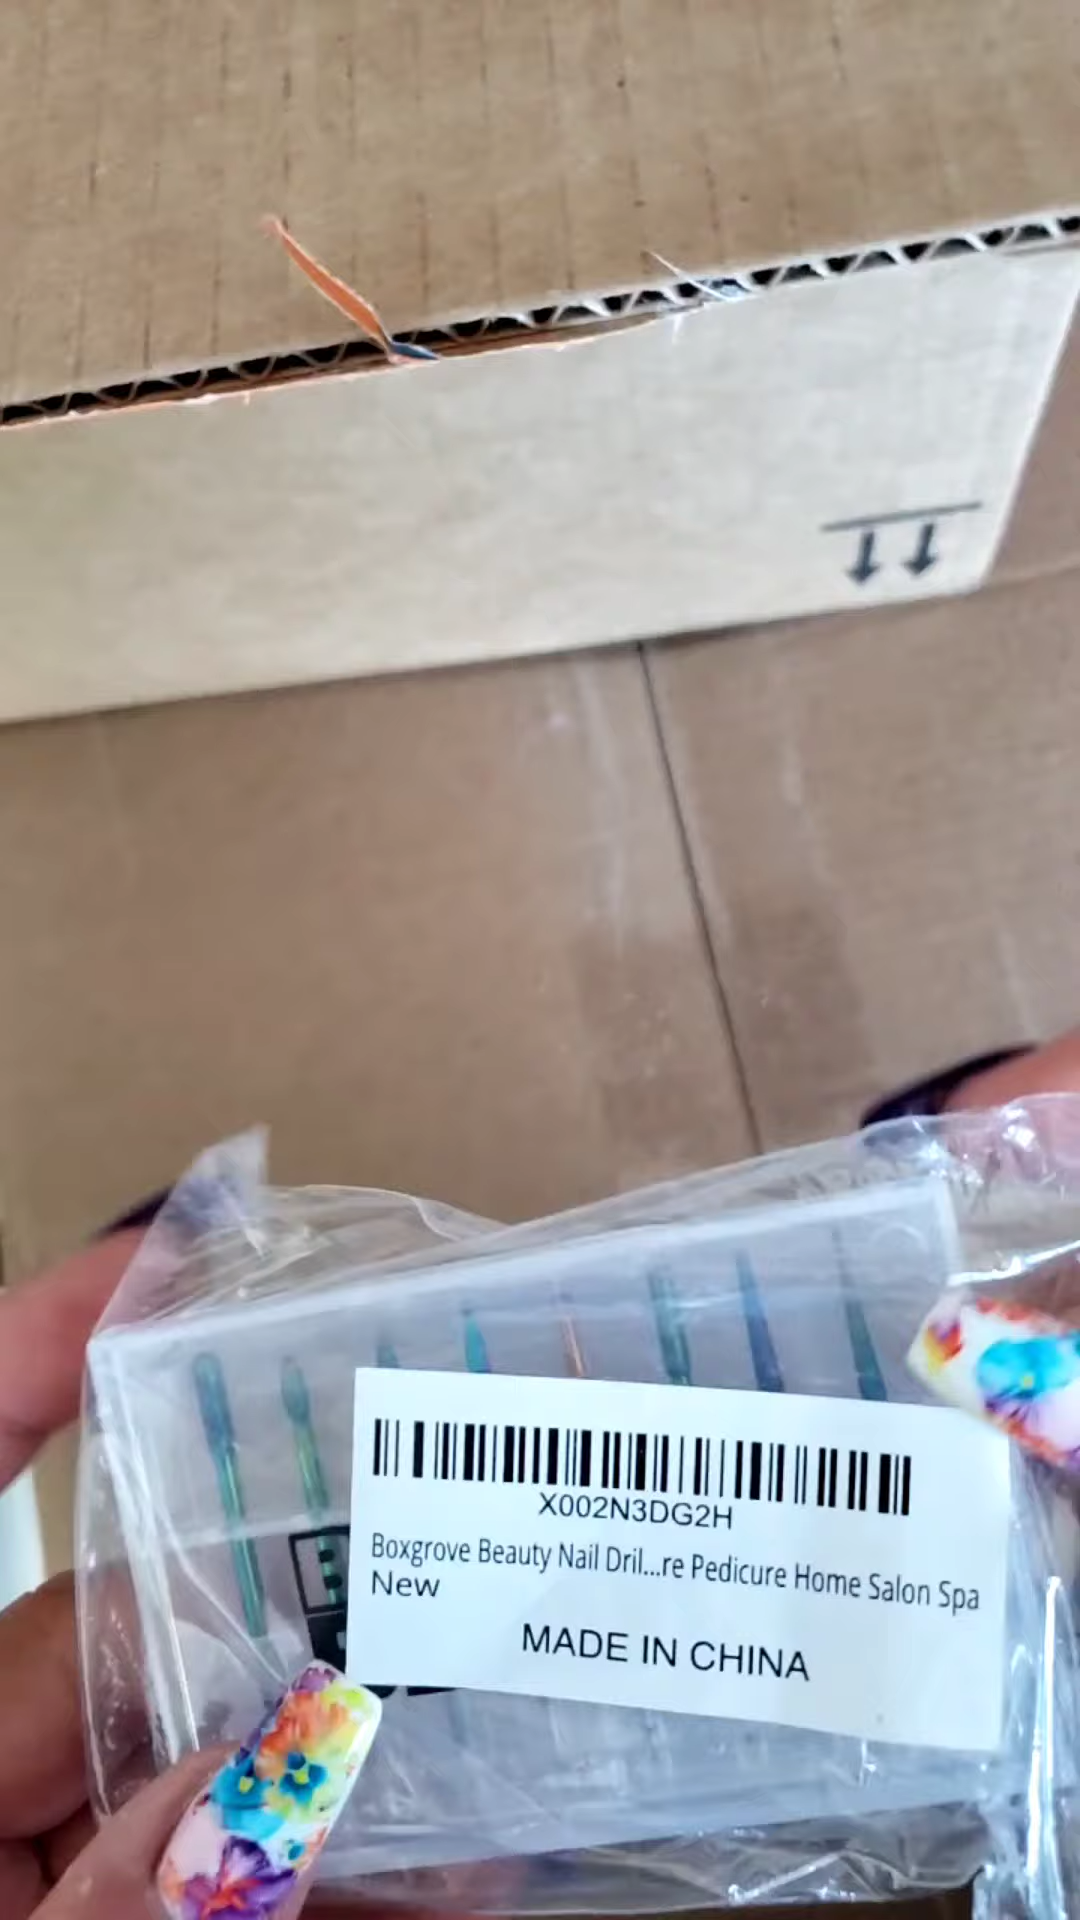 X002N3DG2H
Boxgrove Beauty Nail Dril...re Pedicure Home Salon Spa
New
MADE IN CHINA